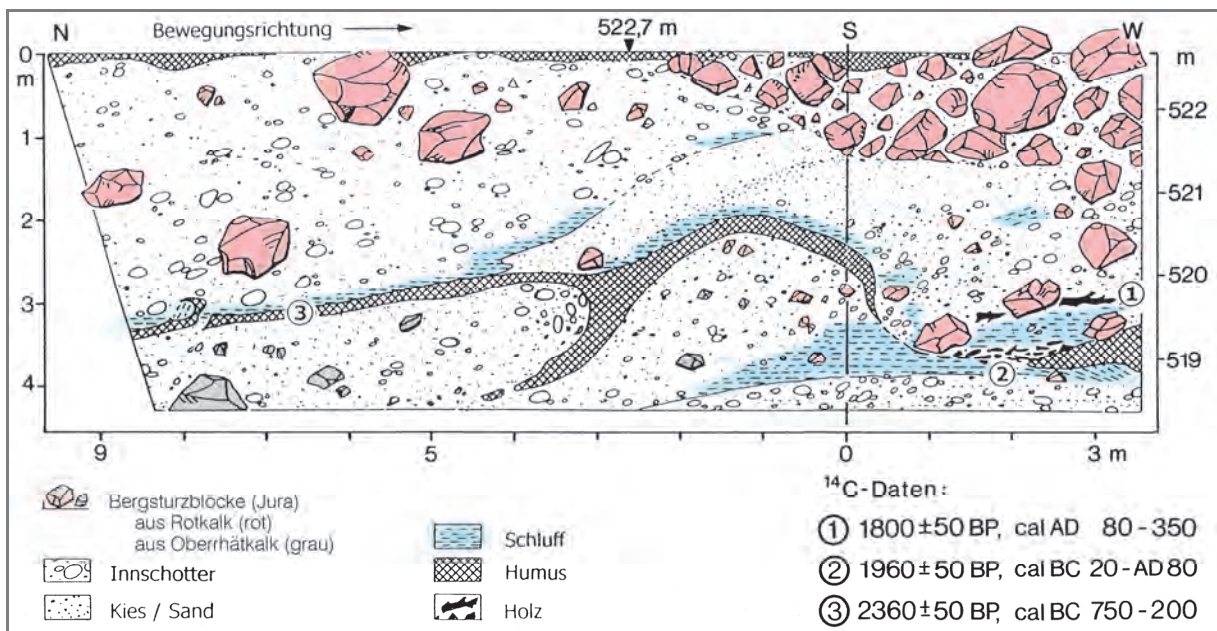 N Bewegungsrichtung 522,7 m S W
0 m
m 522
1
521
2
520
3 ③ ①
519
4 ②
9 5 0 3 m
Bergsturzblöcke (Jura)
aus Rotkalk (rot)
aus Oberrhätkalk (grau)
Innschotter
Kies / Sand
Schluff
Humus
Holz
¹⁴C-Daten:
① 1800 ± 50 BP, cal AD 80 - 350
② 1960 ± 50 BP, cal BC 20 - AD 80
③ 2360 ± 50 BP, cal BC 750 - 200